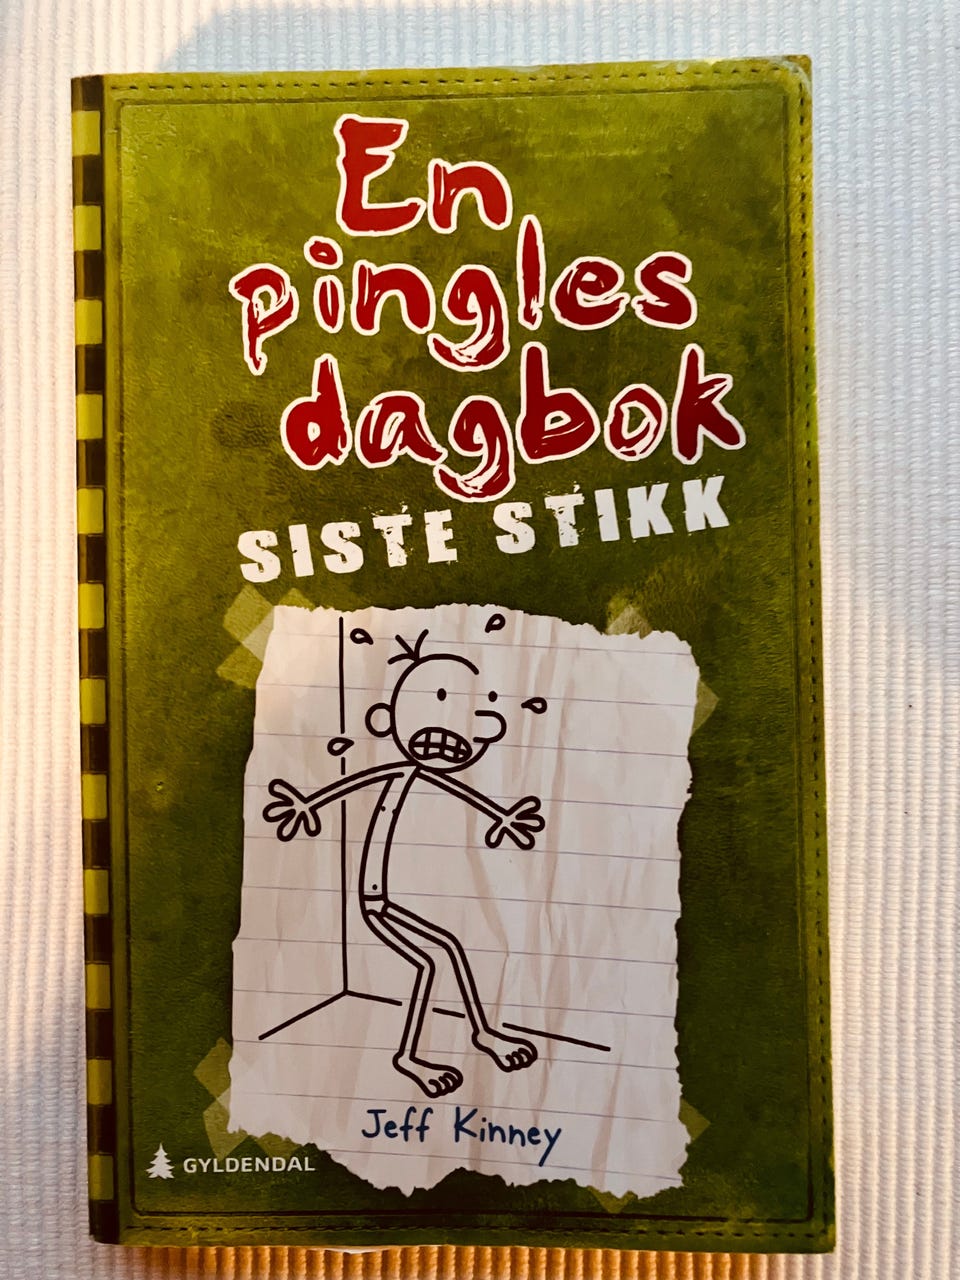 En
pingles
dagbok
SISTE STIKK
Jeff Kinney
GYLDENDAL